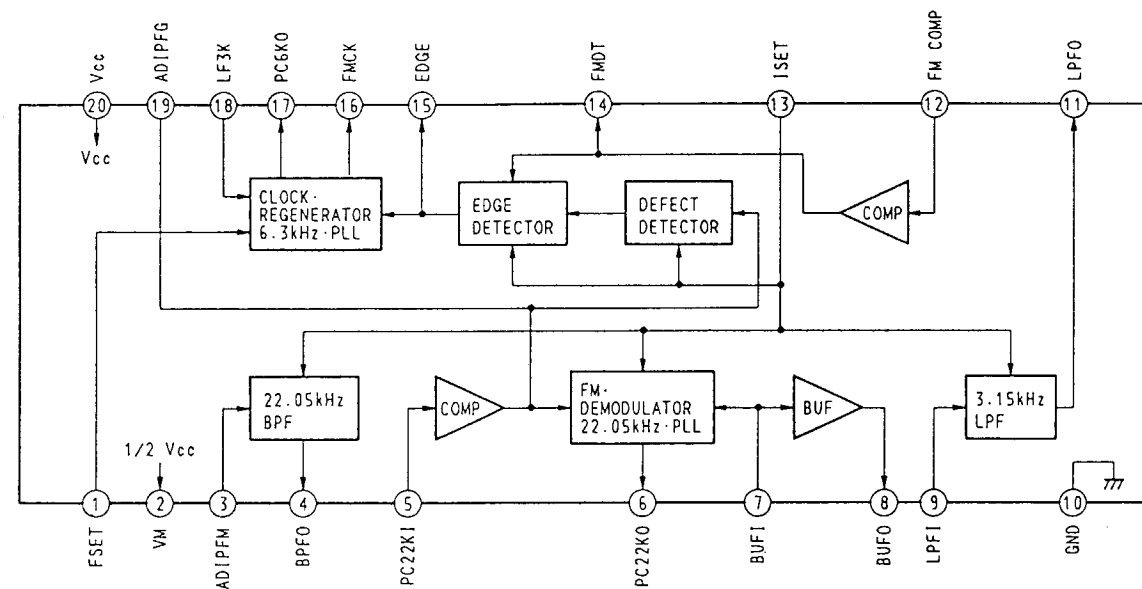 Vcc
ADIPFG
LF3K
PC6KO
FMCK
EDGE
FMDT
ISET
FM COMP
LPFO
20
19
18
17
16
15
14
13
12
11
Vcc
CLOCK·
REGENERATOR
6.3kHz·PLL
EDGE
DETECTOR
DEFECT
DETECTOR
COMP
22.05kHz
BPF
COMP
FM·
DEMODULATOR
22.05kHz·PLL
BUF
3.15kHz
LPF
1/2 Vcc
1
2
3
4
5
6
7
8
9
10
FSET
VM
ADIPFM
BPFO
PC22KI
PC22KO
BUFI
BUFO
LPFI
GND